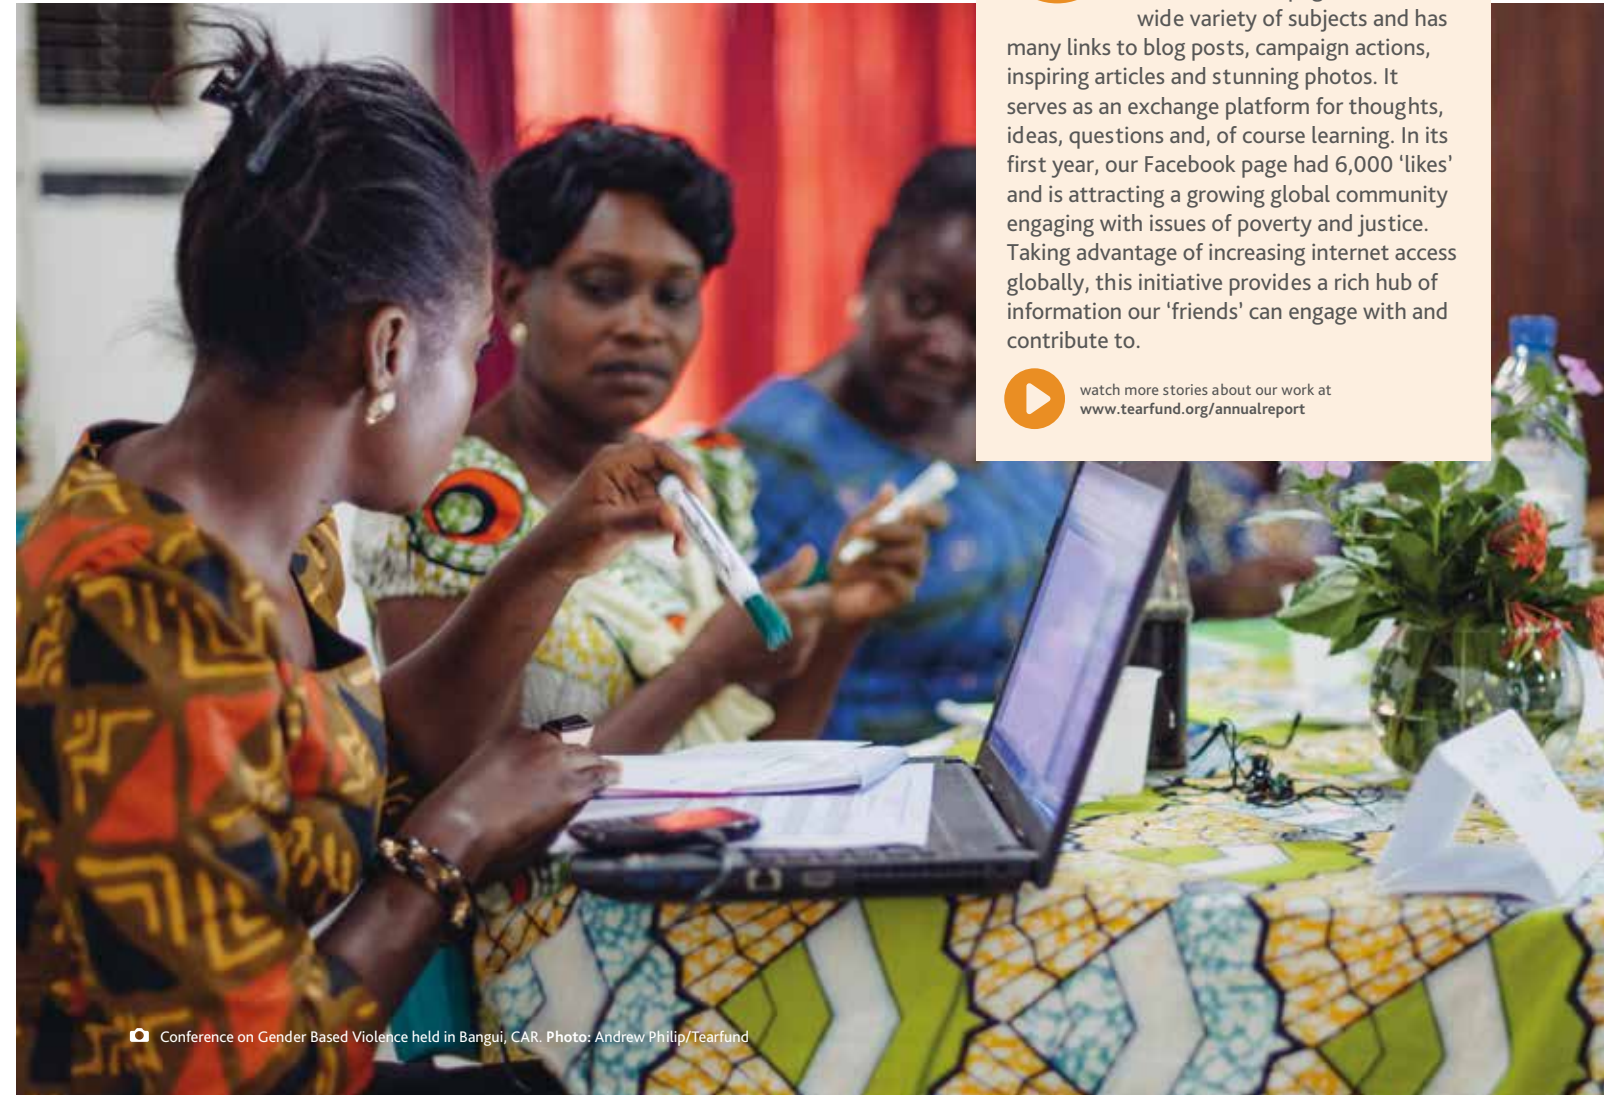 wide variety of subjects and has
many links to blog posts, campaign actions,
inspiring articles and stunning photos. It
serves as an exchange platform for thoughts,
ideas, questions and, of course learning. In its
first year, our Facebook page had 6,000 ‘likes’
and is attracting a growing global community
engaging with issues of poverty and justice.
Taking advantage of increasing internet access
globally, this initiative provides a rich hub of
information our ‘friends’ can engage with and
contribute to.
watch more stories about our work at
www.tearfund.org/annualreport
Conference on Gender Based Violence held in Bangui, CAR. Photo: Andrew Philip/Tearfund